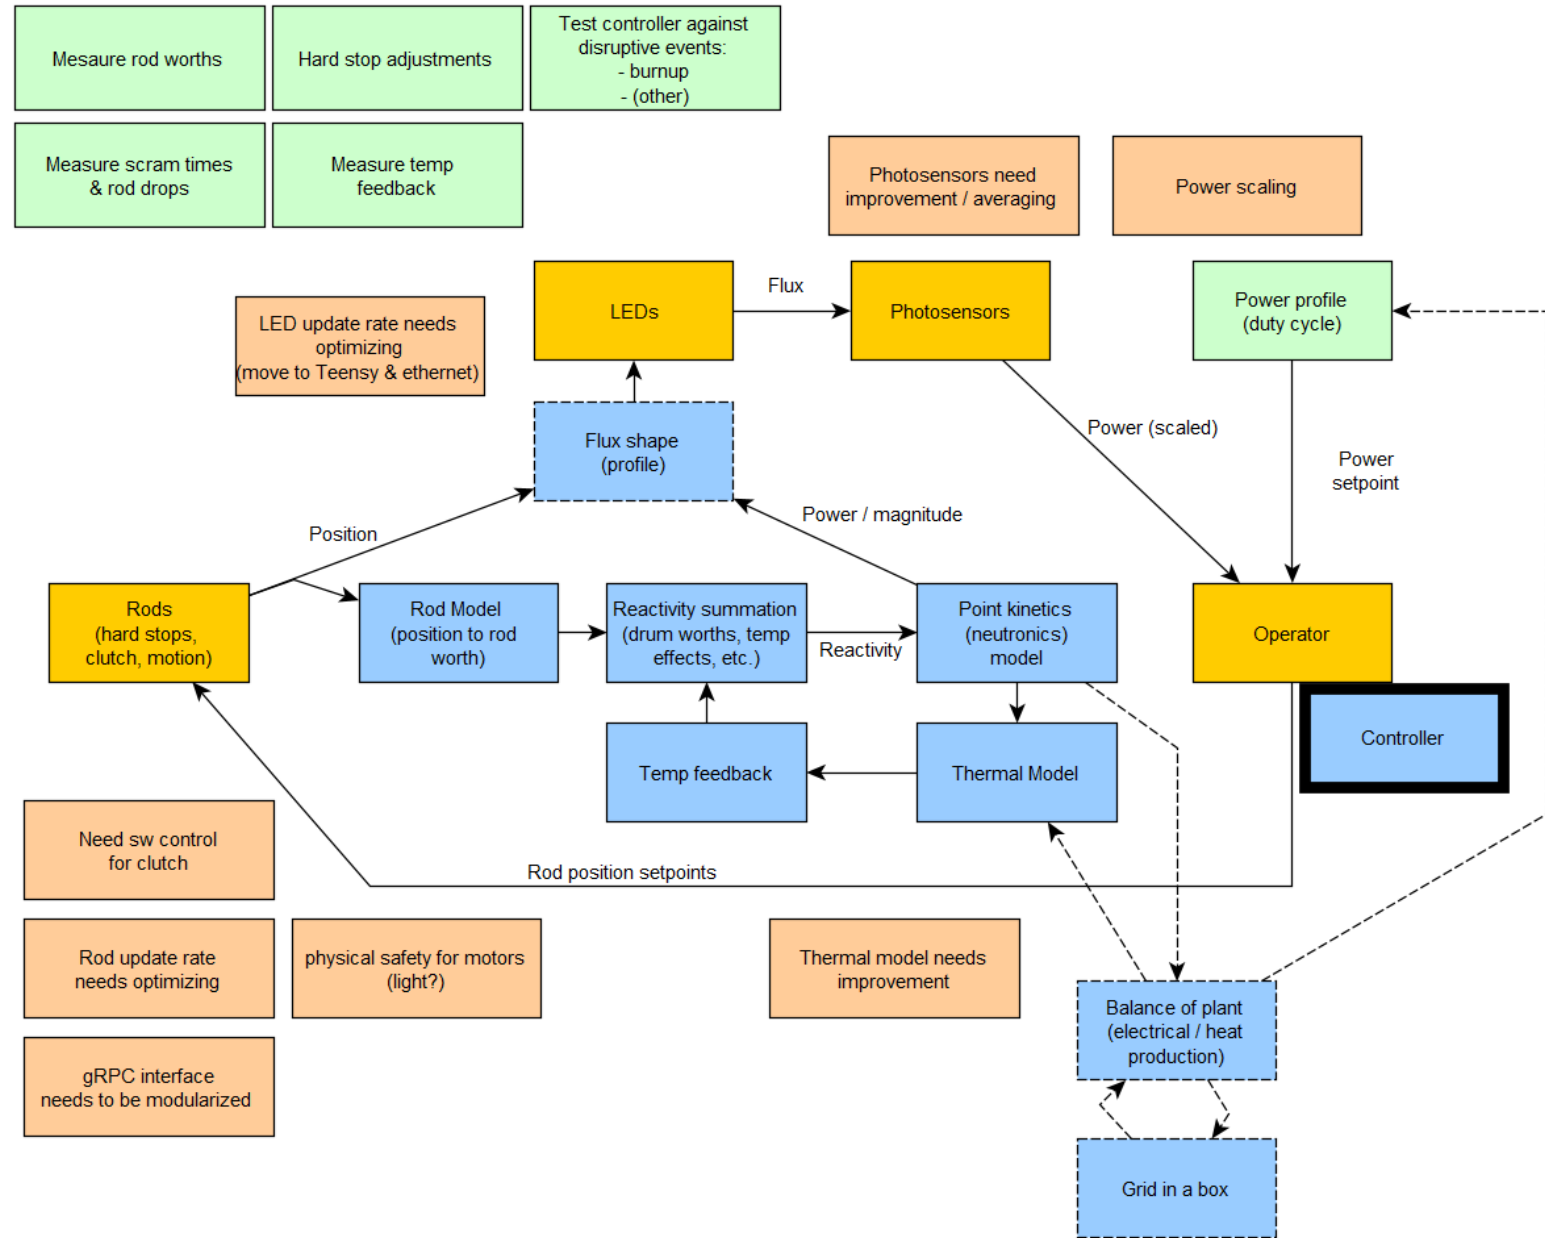 Mesaure rod worths
Hard stop adjustments
Test controller against
disruptive events:
- burnup
- (other)
Measure scram times
& rod drops
Measure temp
feedback
Photosensors need
improvement / averaging
Power scaling
LED update rate needs
optimizing
(move to Teensy & ethernet)
LEDs
Flux
Photosensors
Power profile
(duty cycle)
Flux shape
(profile)
Power (scaled)
Power
setpoint
Position
Power / magnitude
Rods
(hard stops,
clutch, motion)
Rod Model
(position to rod
worth)
Reactivity summation
(drum worths, temp
effects, etc.)
Reactivity
Point kinetics
(neutronics)
model
Operator
Controller
Temp feedback
Thermal Model
Need sw control
for clutch
Rod position setpoints
Rod update rate
needs optimizing
physical safety for motors
(light?)
Thermal model needs
improvement
Balance of plant
(electrical / heat
production)
gRPC interface
needs to be modularized
Grid in a box